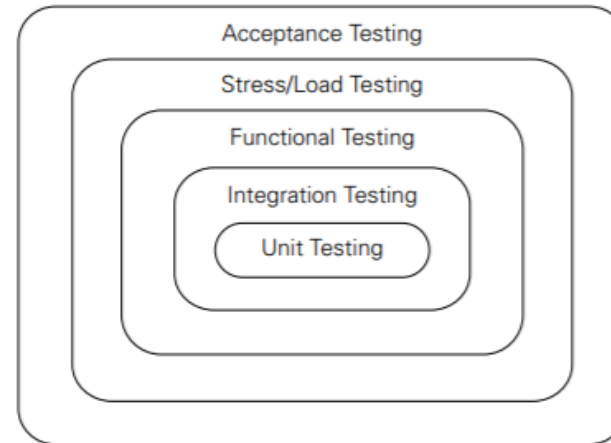 Acceptance Testing
Stress/Load Testing
Functional Testing
Integration Testing
Unit Testing